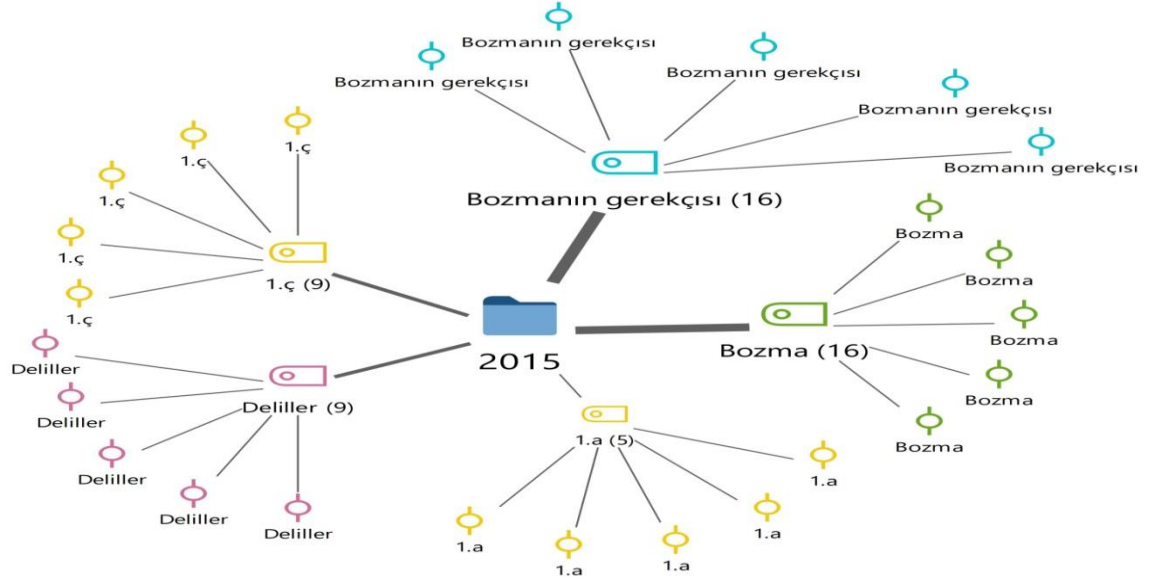 Bozmanın gerekçısı
Bozmanın gerekçısı
Bozmanın gerekçısı
Bozmanın gerekçısı
Bozmanın gerekçısı
Bozmanın gerekçısı (16)
1.ç
1.ç
1.ç
1.ç
1.ç
1.ç (9)
Bozma
Bozma
Bozma
Bozma
Bozma
Bozma (16)
2015
Deliller
Deliller
Deliller
Deliller
Deliller
Deliller (9)
1.a (5)
1.a
1.a
1.a
1.a
1.a